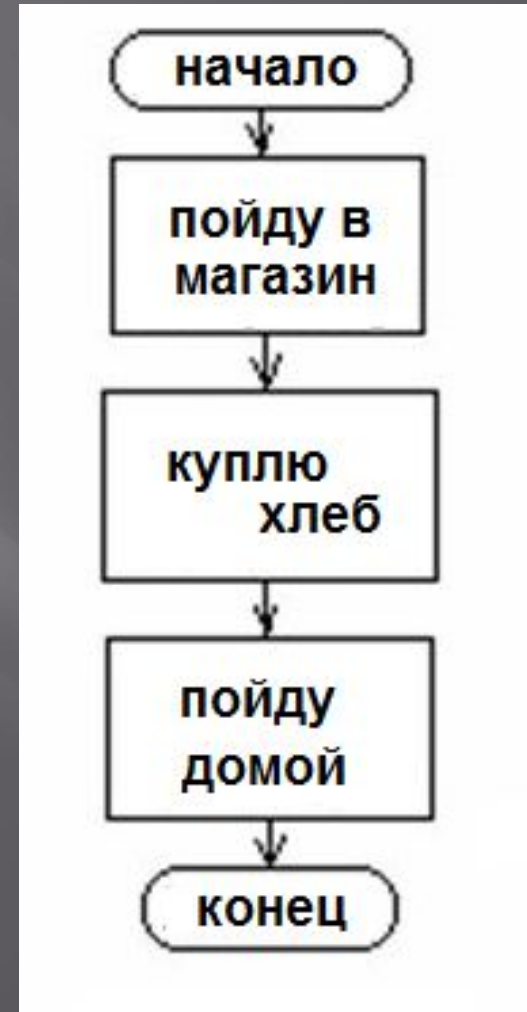 начало
пойду в
магазин
куплю
хлеб
пойду
домой
конец